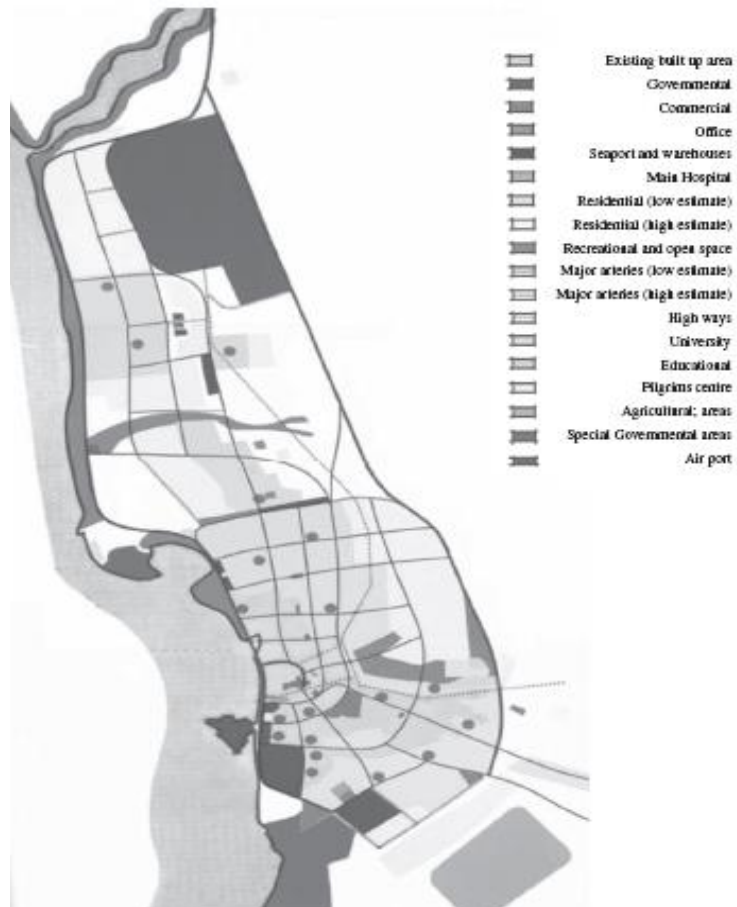 Existing built up area
Governmental
Commercial
Office
Seaport and warehouses
Main Hospital
Residential (low estimate)
Residential (high estimate)
Recreational and open space
Major arteries (low estimate)
Major arteries (high estimate)
High ways
University
Educational
Pilgrims centre
Agricultural; areas
Special Governmental areas
Air port